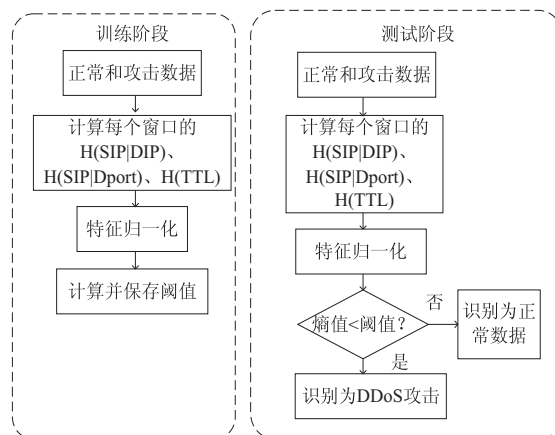 训练阶段
正常和攻击数据
计算每个窗口的
H(SIP|DIP)、
H(SIP|Dport)、H(TTL)
特征归一化
计算并保存阈值
测试阶段
正常和攻击数据
计算每个窗口的
H(SIP|DIP)、
H(SIP|Dport)、
H(TTL)
特征归一化
熵值<阈值？
否
识别为正
常数据
是
识别为DDoS攻击